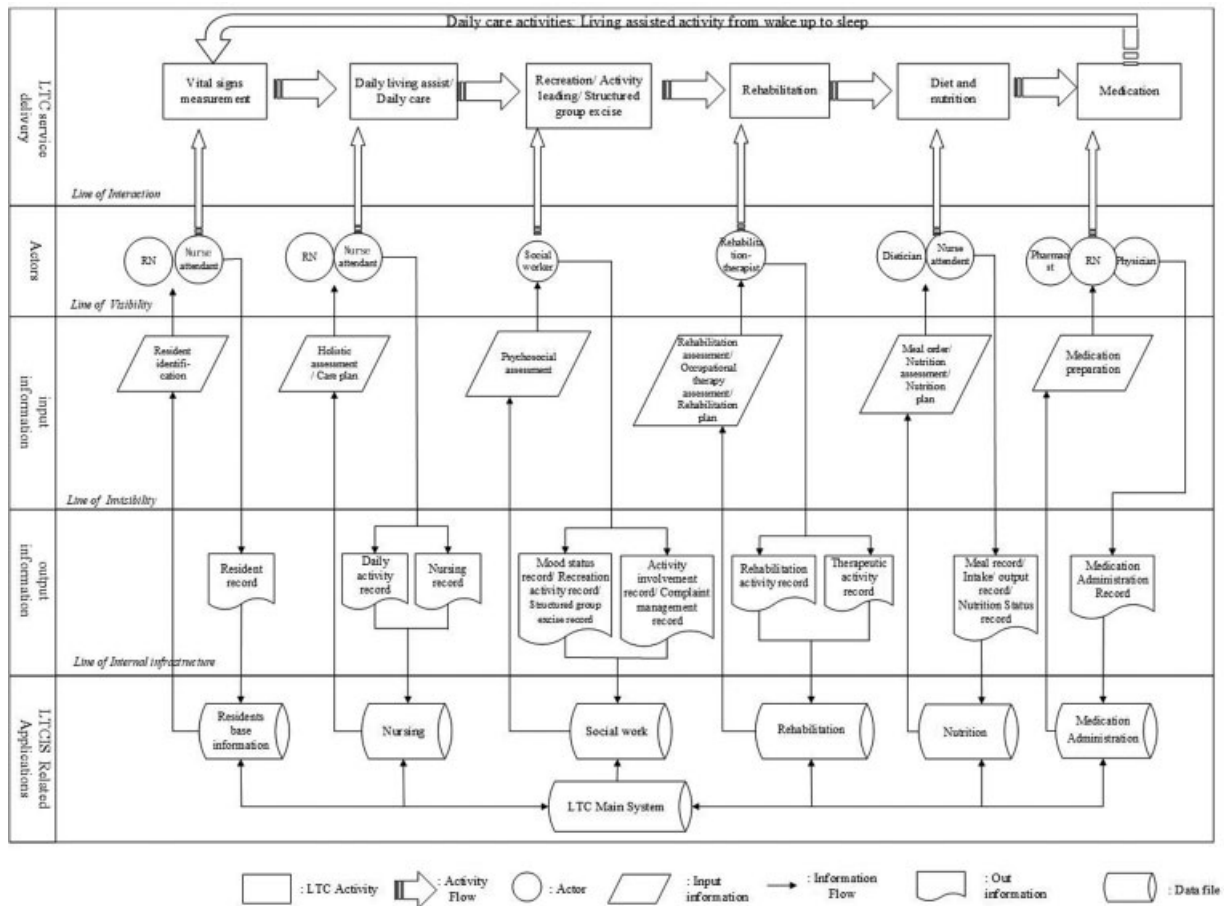 Daily care activities: Living assisted activity from wake up to sleep
LTC service
delivery
Vital signs
measurement
Daily living assist/
Daily care
Recreation/ Activity
leading/ Structured
group excise
Rehabilitation
Diet and
nutrition
Medication
Line of Interaction
Actors
RN
Nurse
attendant
RN
Nurse
attendant
Social
worker
Rehabilita
tion-
therapist
Dietician
Nurse
attendent
Pharmac
st
RN
Physician
Line of Visibility
input
information
Resident
identifi-
cation
Holistic
assessment
/ Care plan
Psychosocial
assessment
Rehabilitation
assessment/
Occupational
therapy
assessment/
Rehabilitation
plan
Meal order/
Nutrition
assessment/
Nutrition
plan
Medication
preparation
Line of Invizibility
output
information
Resident
record
Daily
activity
record
Nursing
record
Mood status
record/ Recreation
activity record/
Structured group
excise record
Activity
involvement
record/ Complaint
management
record
Rehabilitation
activity record
Therapeutic
activity
record
Meal record/
Intake/ output
record/
Nutrition Status
record
Medication
Administration
Record
Line of Internal infrastructure
LTCIS Related
Applications
Residents
base
information
Nursing
Social work
Rehabilitation
Nutrition
Medication
Administration
LTC Main System
: LTC Activity
: Activity
Flow
: Actor
: Input
information
: Information
Flow
: Out
information
: Data file